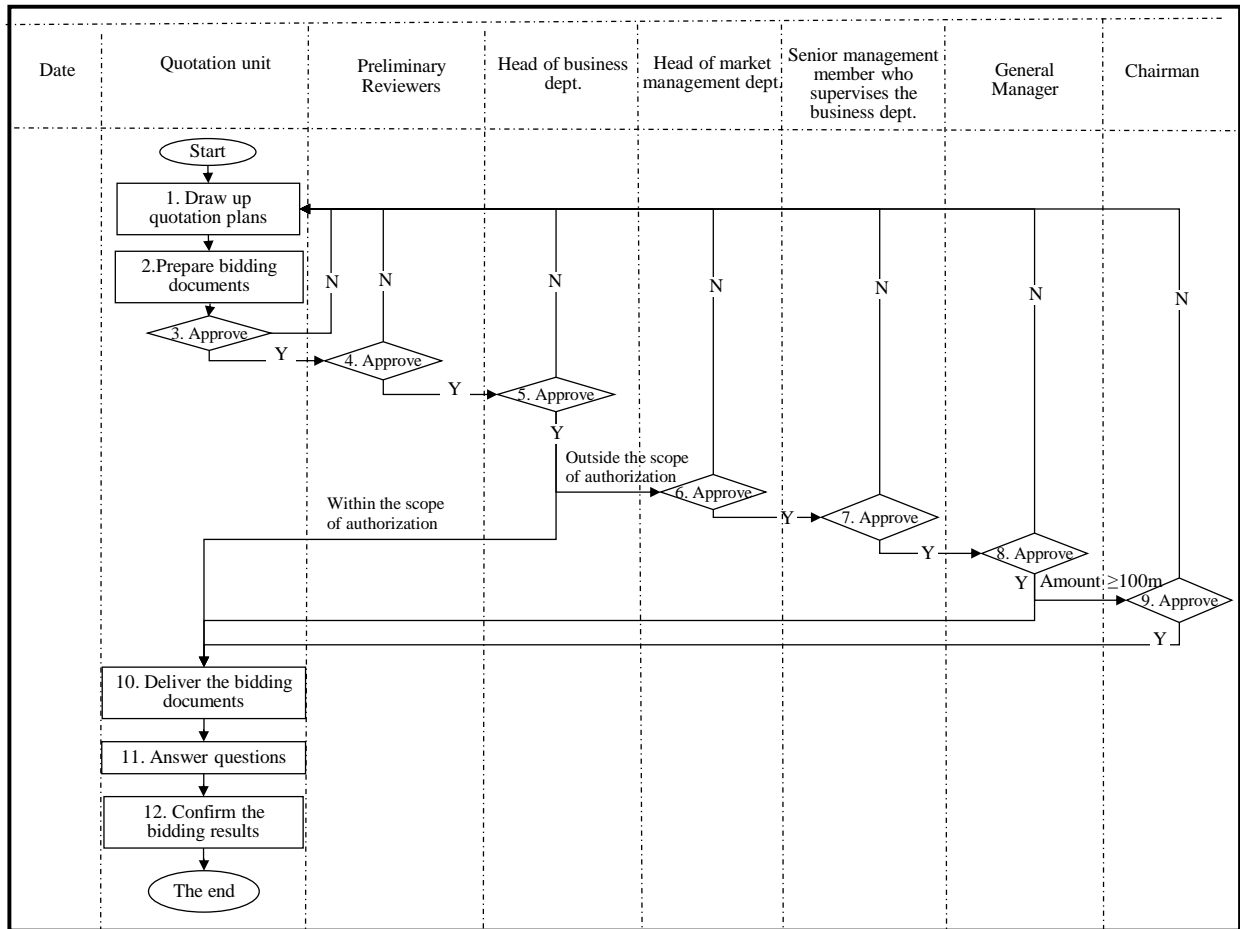 Date
Quotation unit
Preliminary
Reviewers
Head of business
dept.
Head of market
management dept.
Senior management
member who
supervises the
business dept.
General
Manager
Chairman
Start
1. Draw up
quotation plans
2.Prepare bidding
documents
N
N
N
N
N
N
N
3. Approve
Y
4. Approve
Y
5. Approve
Y
Outside the scope
of authorization
6. Approve
Within the scope
of authorization
Y
7. Approve
Y
8. Approve
Y
Amount ≥100m
9. Approve
Y
10. Deliver the bidding
documents
11. Answer questions
12. Confirm the
bidding results
The end